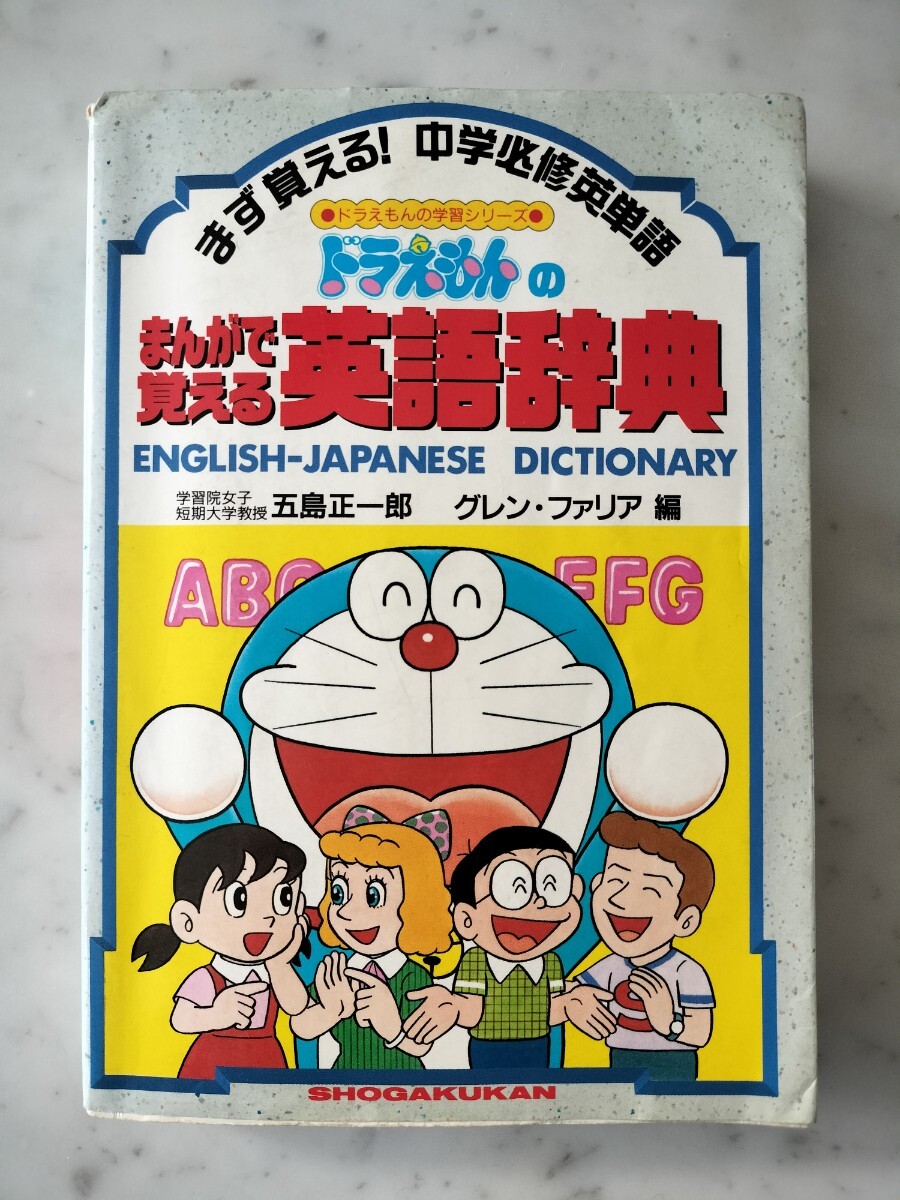 まず覚える!中学必修英単語
●ドラえもんの学習シリーズ●
ドラえもんの
まんがで
覚える
英語辞典
ENGLISH-JAPANESE DICTIONARY
学習院女子
短期大学教授 五島正一郎 グレン・ファリア 編
ABC EFG
SHOGAKUKAN